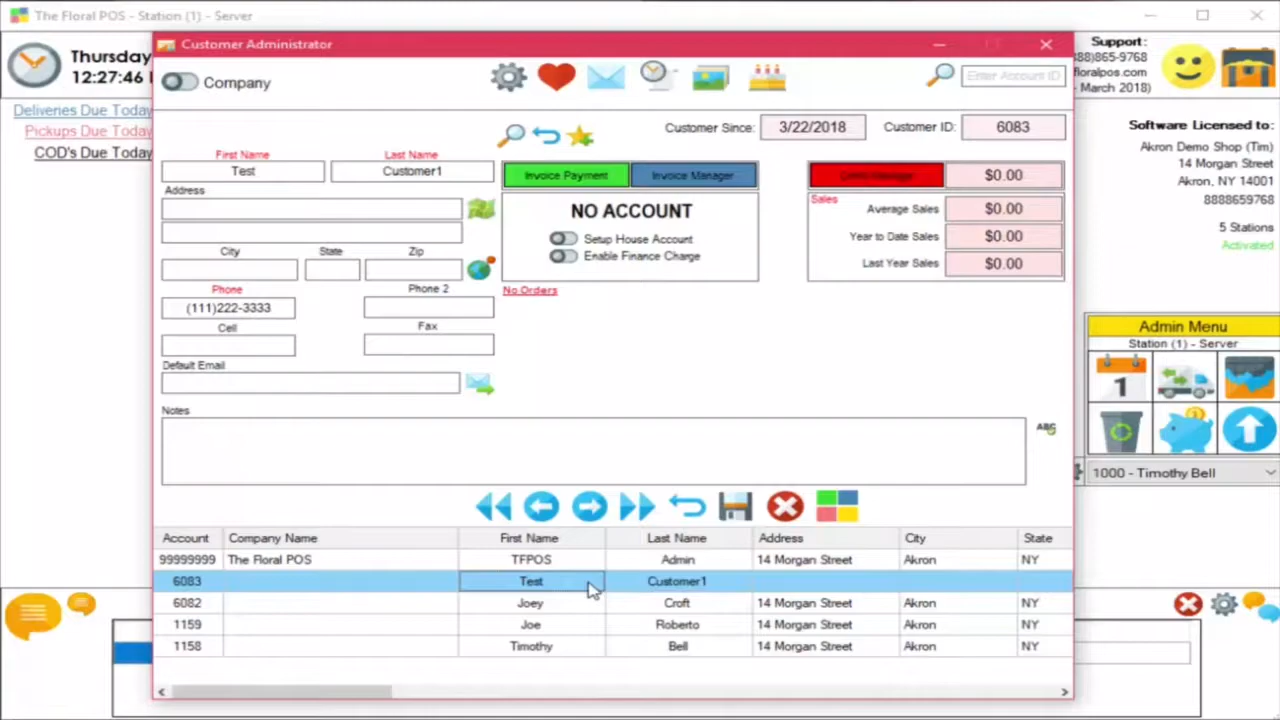 The Floral POS - Station (1) - Server
Customer Administrator
Thursday
12:27:46
Support:
88)865-9768
floralpos.com
- March 2018)
Company
Enter Account ID
Deliveries Due Today
Pickups Due Today
COD's Due Today
Customer Since:
3/22/2018
Customer ID:
6083
Software Licensed to:
Akron Demo Shop (Tim)
14 Morgan Street
Akron, NY 14001
8888659768
5 Stations
Activated
First Name
Last Name
Test
Customer1
Address
City
State
Zip
Phone
Phone 2
(111)222-3333
Cell
Fax
Default Email
Notes
Invoice Payment
Invoice Manager
NO ACCOUNT
Setup House Account
Enable Finance Charge
No Orders
$0.00
Sales
Average Sales
$0.00
Year to Date Sales
$0.00
Last Year Sales
$0.00
ABC
Admin Menu
Station (1) - Server
1
1000 - Timothy Bell
Account Company Name First Name Last Name Address City State
99999999 The Floral POS TFPOS Admin 14 Morgan Street Akron NY
6083 Test Customer1
6082 Joey Croft 14 Morgan Street Akron NY
1159 Joe Roberto 14 Morgan Street Akron NY
1158 Timothy Bell 14 Morgan Street Akron NY